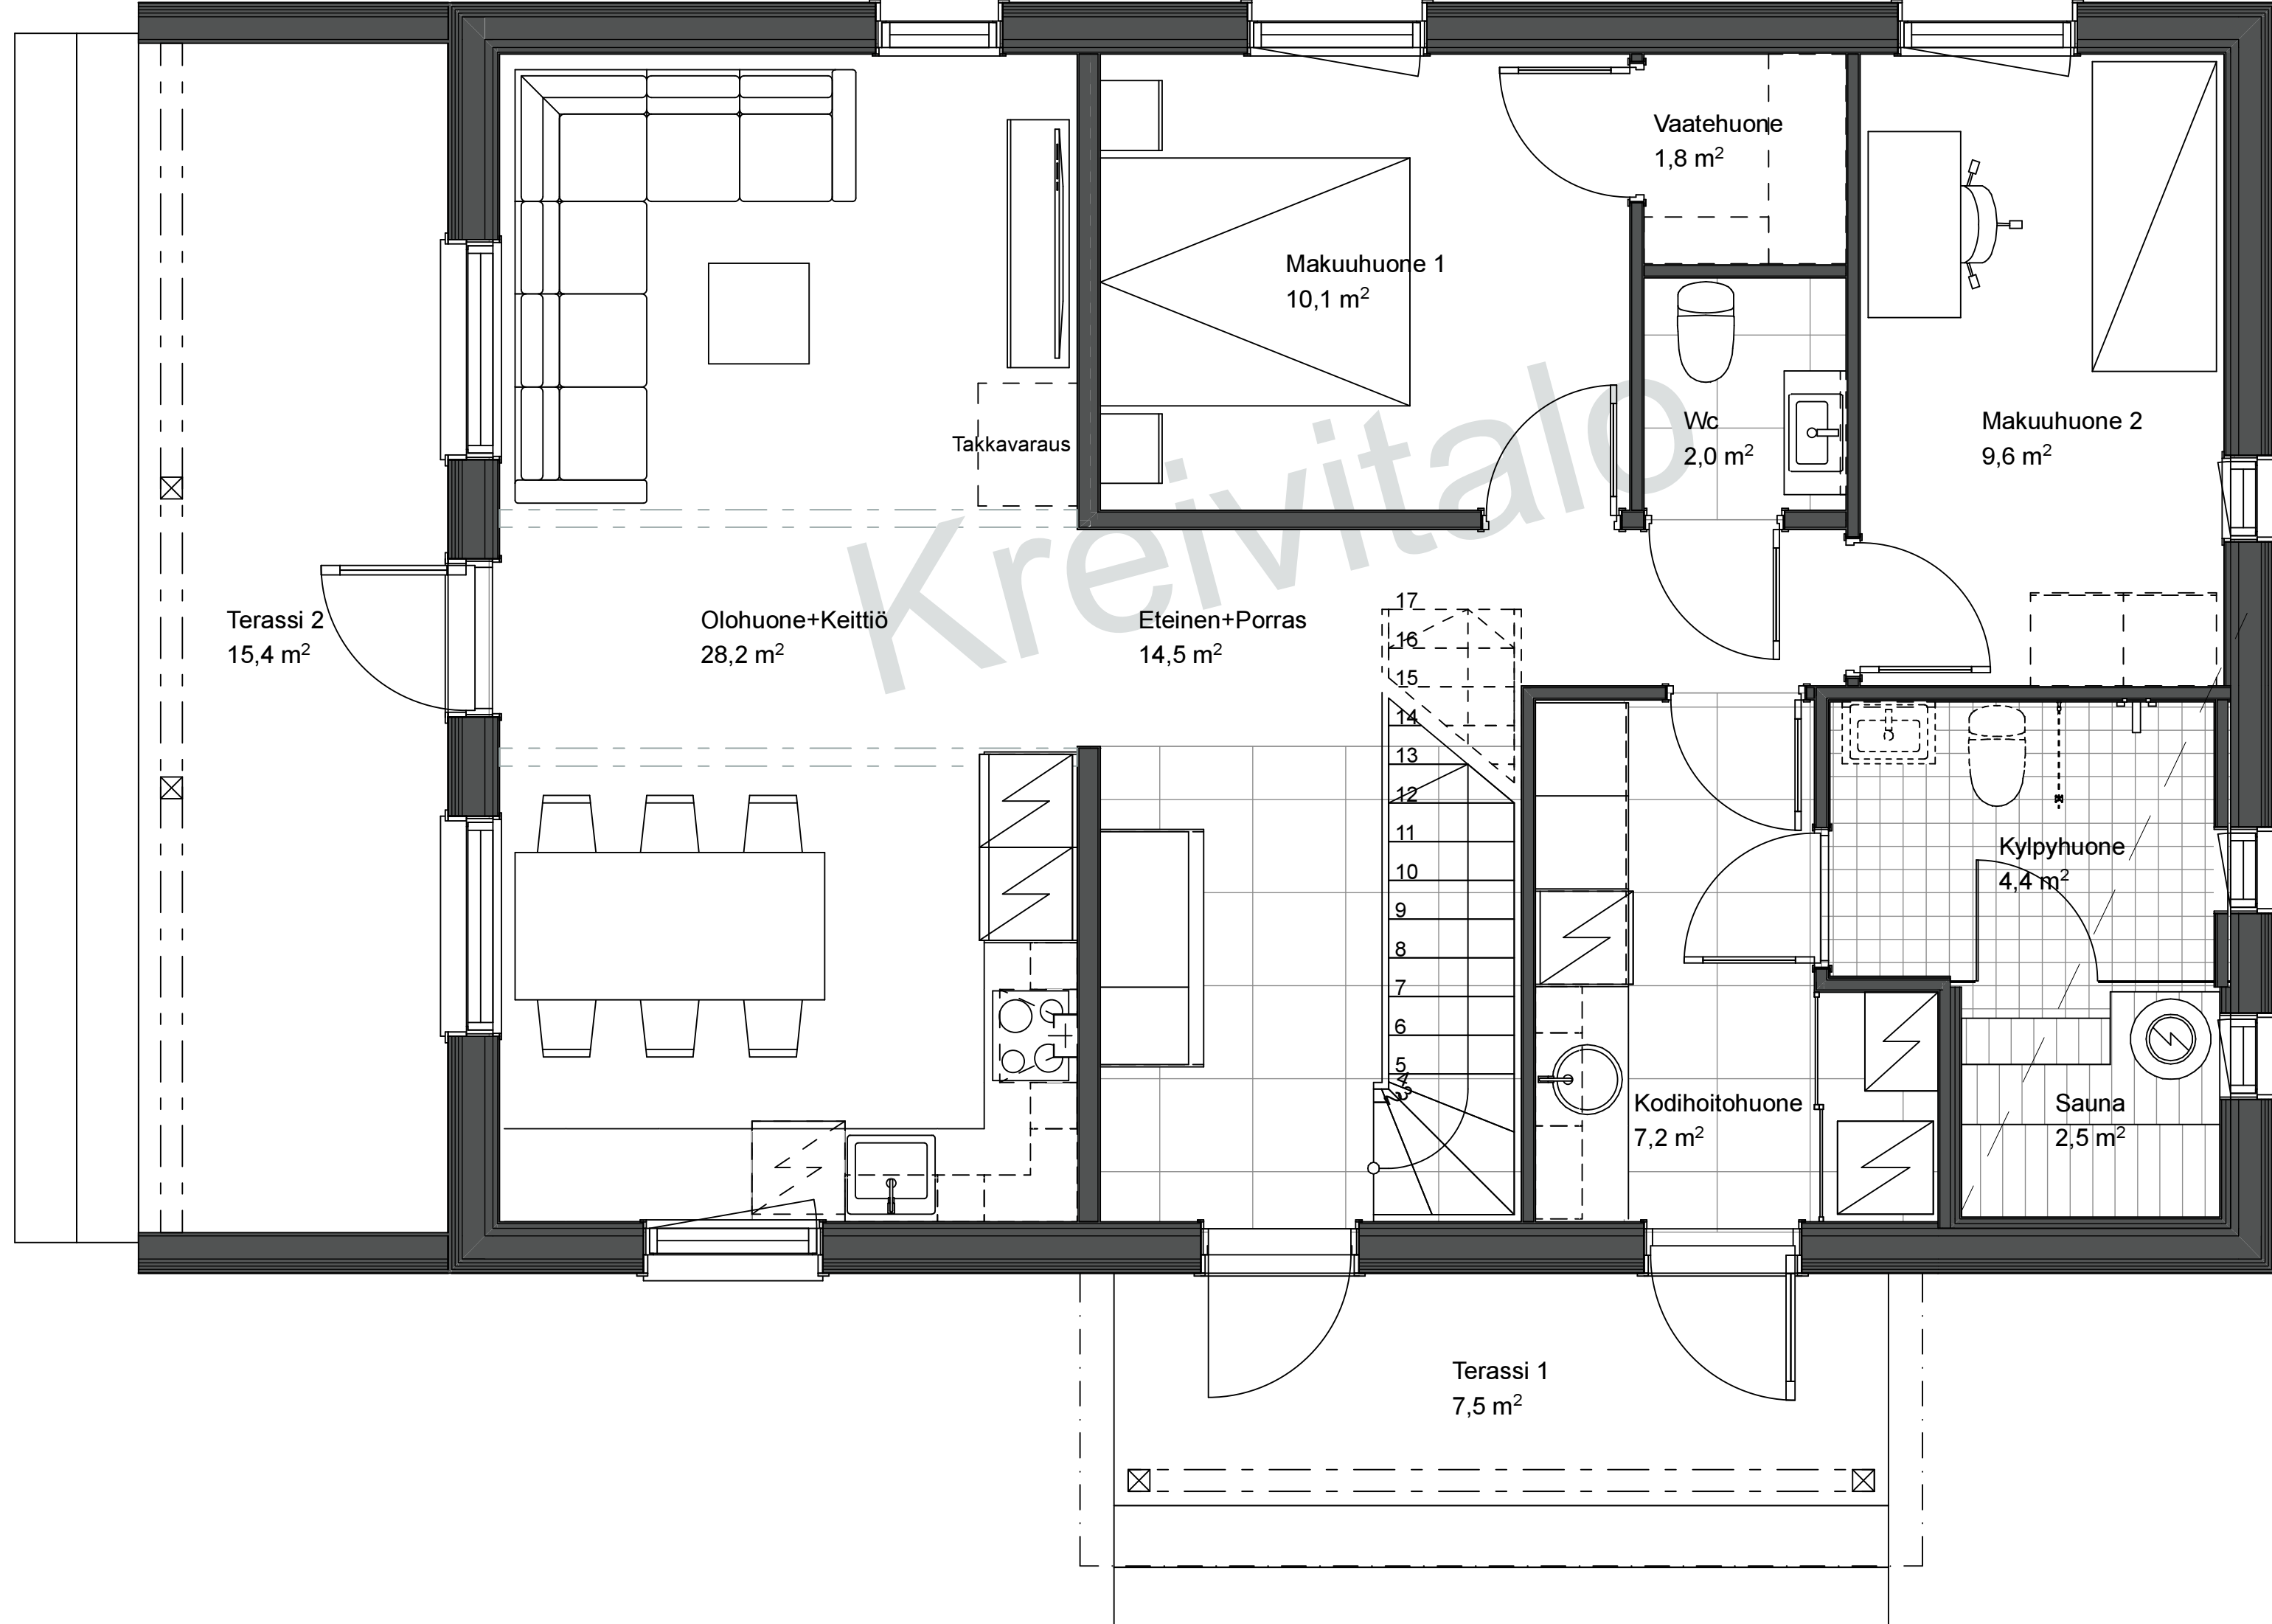 Vaatehuone
1,8 m²
Makuuhuone 1
10,1 m²
Wc
2,0 m²
Makuuhuone 2
9,6 m²
Takkavaraus
Kreivitalo
Terassi 2
15,4 m²
Olohuone+Keittiö
28,2 m²
Eteinen+Porras
14,5 m²
17
16
15
14
13
12
11
10
9
8
7
6
5
4
3
Kylpyhuone
4,4 m²
Kodihoitohuone
7,2 m²
Sauna
2,5 m²
Terassi 1
7,5 m²